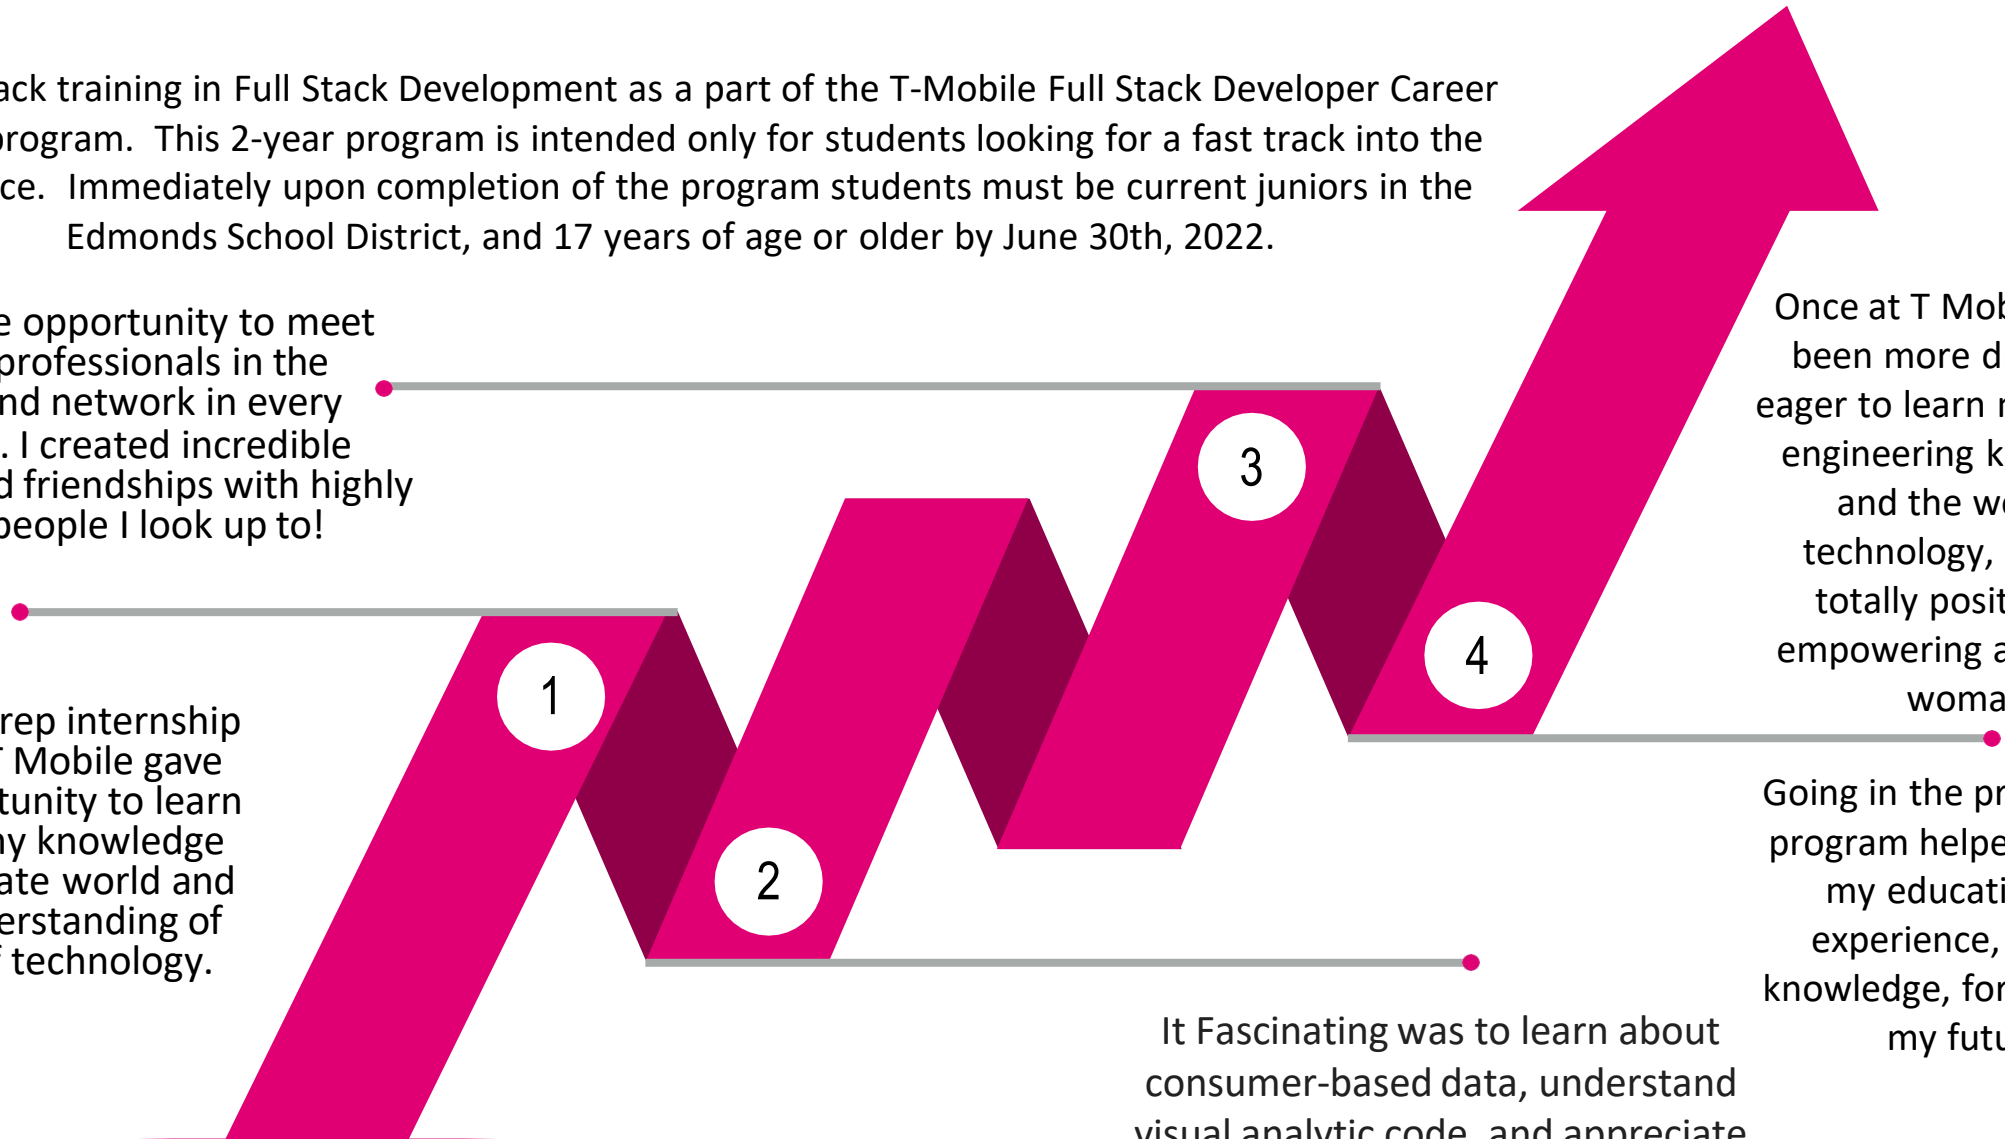 ack training in Full Stack Development as a part of the T-Mobile Full Stack Developer Career
program. This 2-year program is intended only for students looking for a fast track into the
ce. Immediately upon completion of the program students must be current juniors in the
Edmonds School District, and 17 years of age or older by June 30th, 2022.
e opportunity to meet
professionals in the
nd network in every
. I created incredible
d friendships with highly
people I look up to!
rep internship
T Mobile gave
tunity to learn
ny knowledge
ate world and
erstanding of
f technology.
1
2
3
4
Once at T Mob
been more d
eager to learn
engineering k
and the wo
technology,
totally posit
empowering a
woma
Going in the pr
program helpe
my educati
experience,
knowledge, for
my futu
It Fascinating was to learn about
consumer-based data, understand
visual analytic code, and appreciate